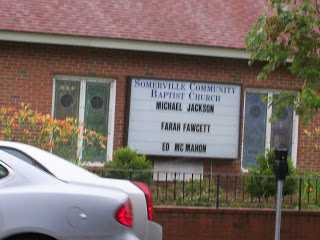 SOMERVILLE COMMUNITY
BAPTIST CHURCH
MICHAEL JACKSON
FARAH FAWCETT
ED MC MAHON